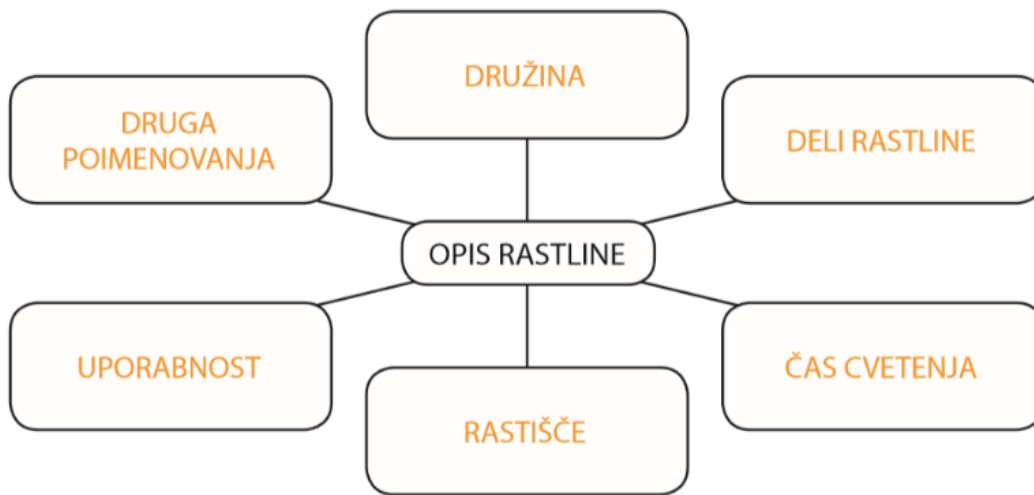 DRUŽINA
DRUGA
POIMENOVANJA
DELI RASTLINE
OPIS RASTLINE
UPORABNOST
ČAS CVETENJA
RASTIŠČE